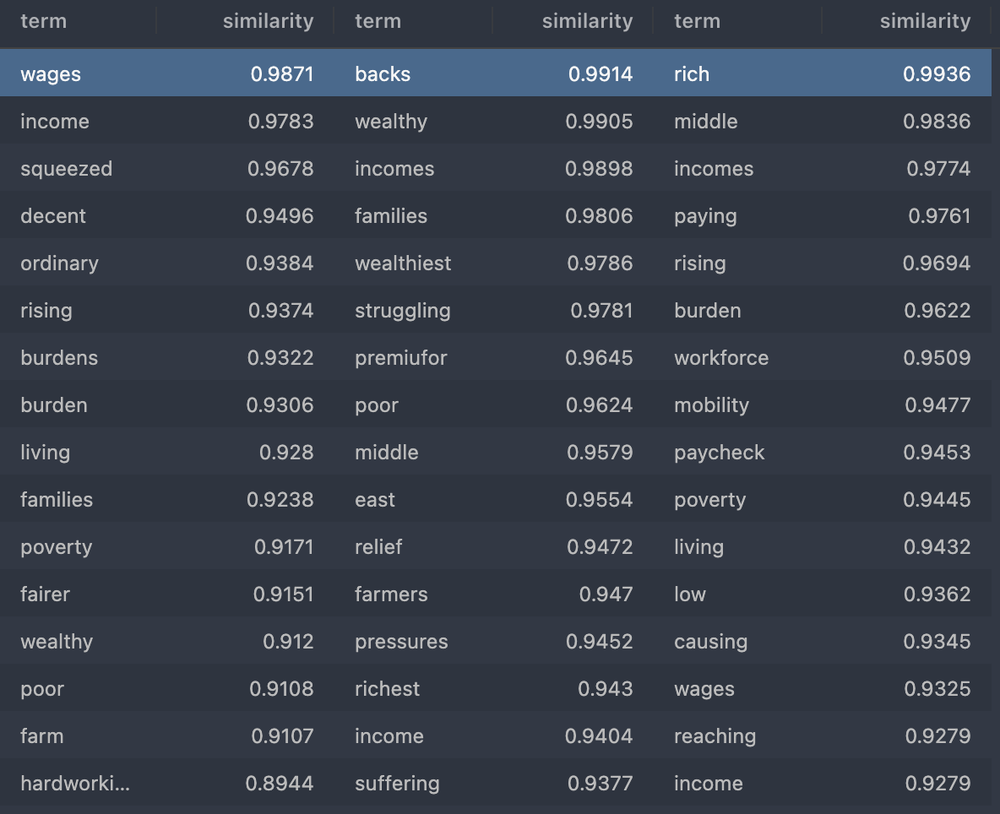 term similarity term similarity term similarity
wages 0.9871 backs 0.9914 rich 0.9936
income 0.9783 wealthy 0.9905 middle 0.9836
squeezed 0.9678 incomes 0.9898 incomes 0.9774
decent 0.9496 families 0.9806 paying 0.9761
ordinary 0.9384 wealthiest 0.9786 rising 0.9694
rising 0.9374 struggling 0.9781 burden 0.9622
burdens 0.9322 premiufor 0.9645 workforce 0.9509
burden 0.9306 poor 0.9624 mobility 0.9477
living 0.928 middle 0.9579 paycheck 0.9453
families 0.9238 east 0.9554 poverty 0.9445
poverty 0.9171 relief 0.9472 living 0.9432
fairer 0.9151 farmers 0.947 low 0.9362
wealthy 0.912 pressures 0.9452 causing 0.9345
poor 0.9108 richest 0.943 wages 0.9325
farm 0.9107 income 0.9404 reaching 0.9279
hardworki... 0.8944 suffering 0.9377 income 0.9279